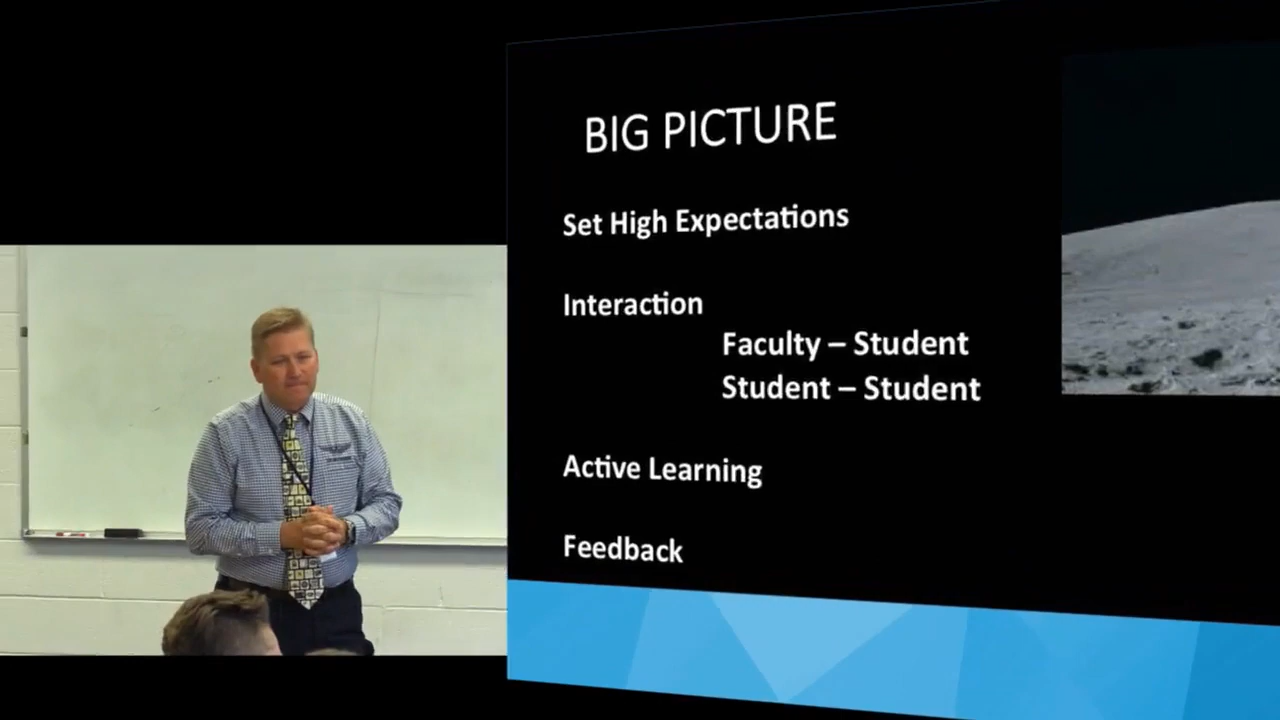 BIG PICTURE
Set High Expectations
Interaction
Faculty – Student
Student – Student
Active Learning
Feedback